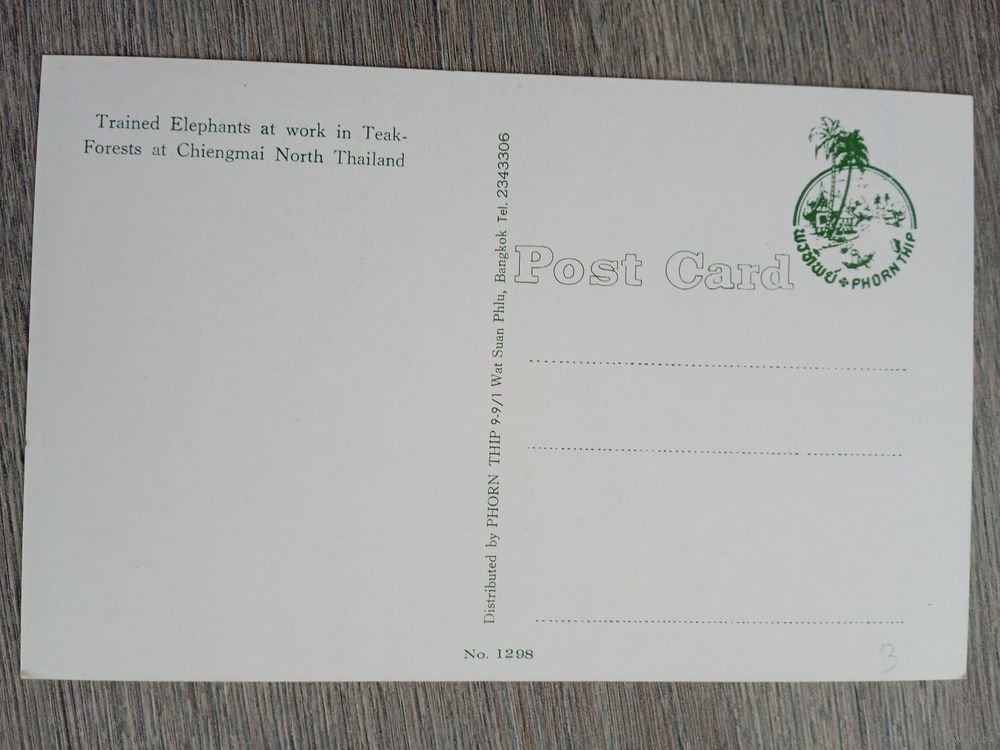 Trained Elephants at work in Teak-
Forests at Chiengmai North Thailand
Distributed by PHORN THIP 9-9/1 Wat Suan Phlu, Bangkok Tel. 2343306
Post Card
พรทิพย์ PHORN THIP
No. 1298
3